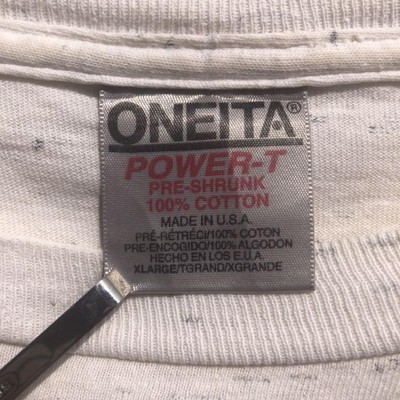 ONEITA®
POWER-T
PRE-SHRUNK
100% COTTON
MADE IN U.S.A.
PRÉ-RÉTRÉCI/100% COTON
PRE-ENCOGIDO/100% ALGODON
HECHO EN LOS E.U.A.
XLARGE/TGRAND/XGRANDE